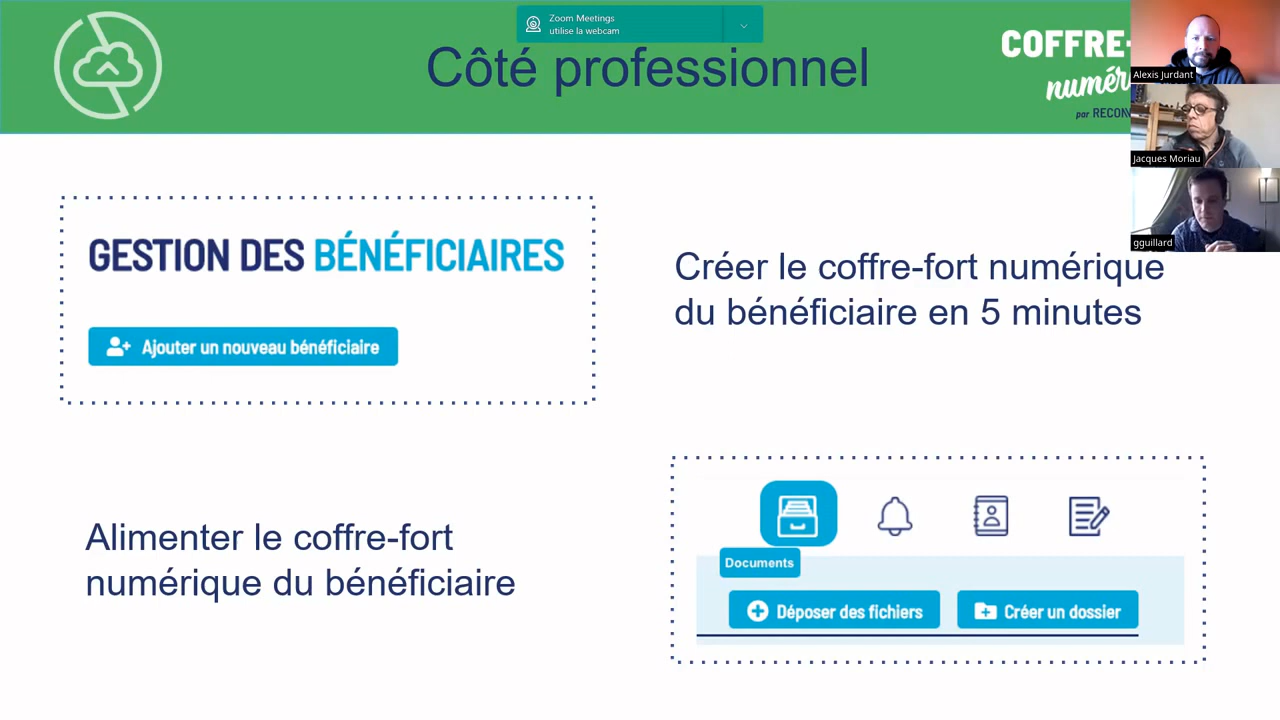 Zoom Meetings
utilise la webcam
Côté professionnel
COFFRE-
numér
par RECON
Alexis Jurdant
Jacques Moriau
gguillard
GESTION DES BÉNÉFICIAIRES
Ajouter un nouveau bénéficiaire
Créer le coffre-fort numérique
du bénéficiaire en 5 minutes
Alimenter le coffre-fort
numérique du bénéficiaire
Documents
Déposer des fichiers
Créer un dossier